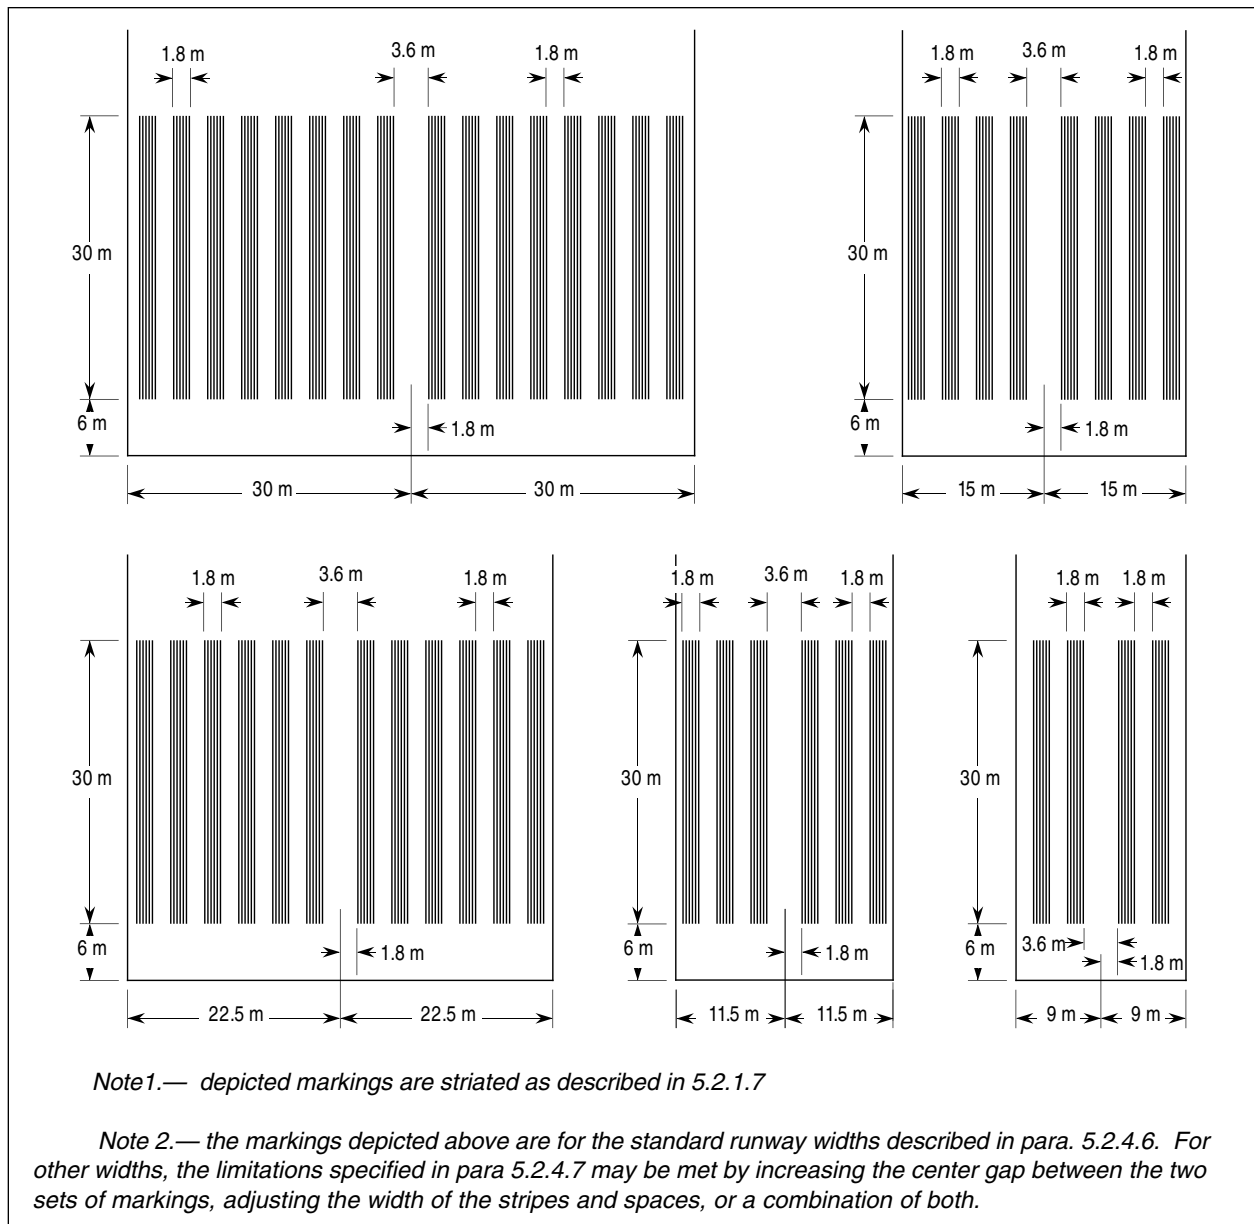 1.8 m 3.6 m 1.8 m
30 m
6 m
1.8 m
30 m 30 m
1.8 m 3.6 m 1.8 m
30 m
6 m
1.8 m
15 m 15 m
1.8 m 3.6 m 1.8 m
30 m
6 m
1.8 m
22.5 m 22.5 m
1.8 m 3.6 m 1.8 m
30 m
6 m
1.8 m
11.5 m 11.5 m
1.8 m 1.8 m
30 m
6 m
3.6 m
1.8 m
9 m 9 m
Note1.— depicted markings are striated as described in 5.2.1.7
Note 2.— the markings depicted above are for the standard runway widths described in para. 5.2.4.6. For
other widths, the limitations specified in para 5.2.4.7 may be met by increasing the center gap between the two
sets of markings, adjusting the width of the stripes and spaces, or a combination of both.